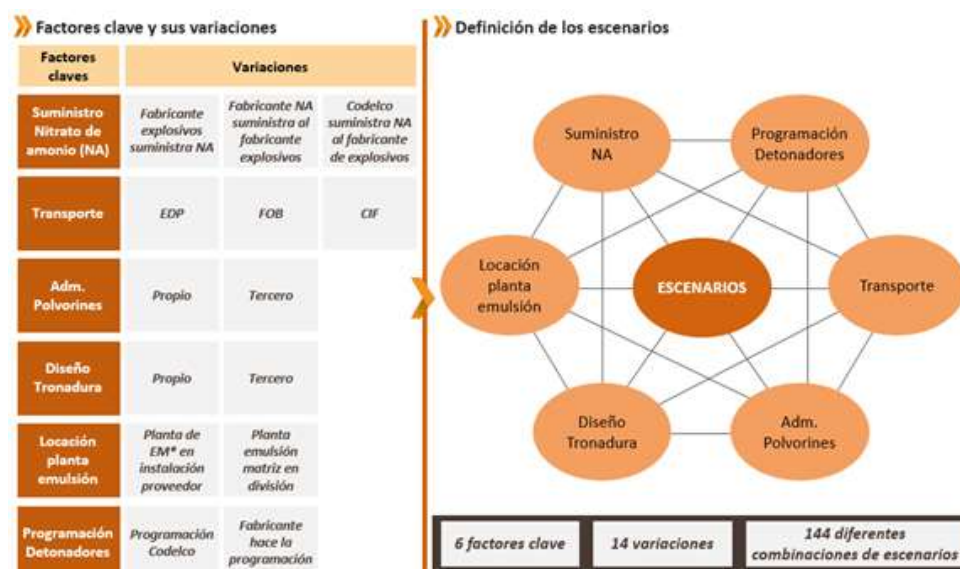 Factores clave y sus variaciones
Factores
claves
Variaciones
Suministro
Nitrato de
amonio (NA)
Fabricante
explosivos
suministra NA
Fabricante NA
suministra al
fabricante
explosivos
Codelco
suministra NA
al fabricante
de explosivos
Transporte
EDP
FOB
CIF
Adm.
Polvorines
Propio
Tercero
Diseño
Tronadura
Propio
Tercero
Locación
planta
emulsión
Planta de
EM* en
instalación
proveedor
Planta
emulsión
matriz en
división
Programación
Detonadores
Programación
Codelco
Fabricante
hace la
programación
Definición de los escenarios
Suministro
NA
Programación
Detonadores
Locación
planta
emulsión
ESCENARIOS
Transporte
Diseño
Tronadura
Adm.
Polvorines
6 factores clave
14 variaciones
144 diferentes
combinaciones de escenarios